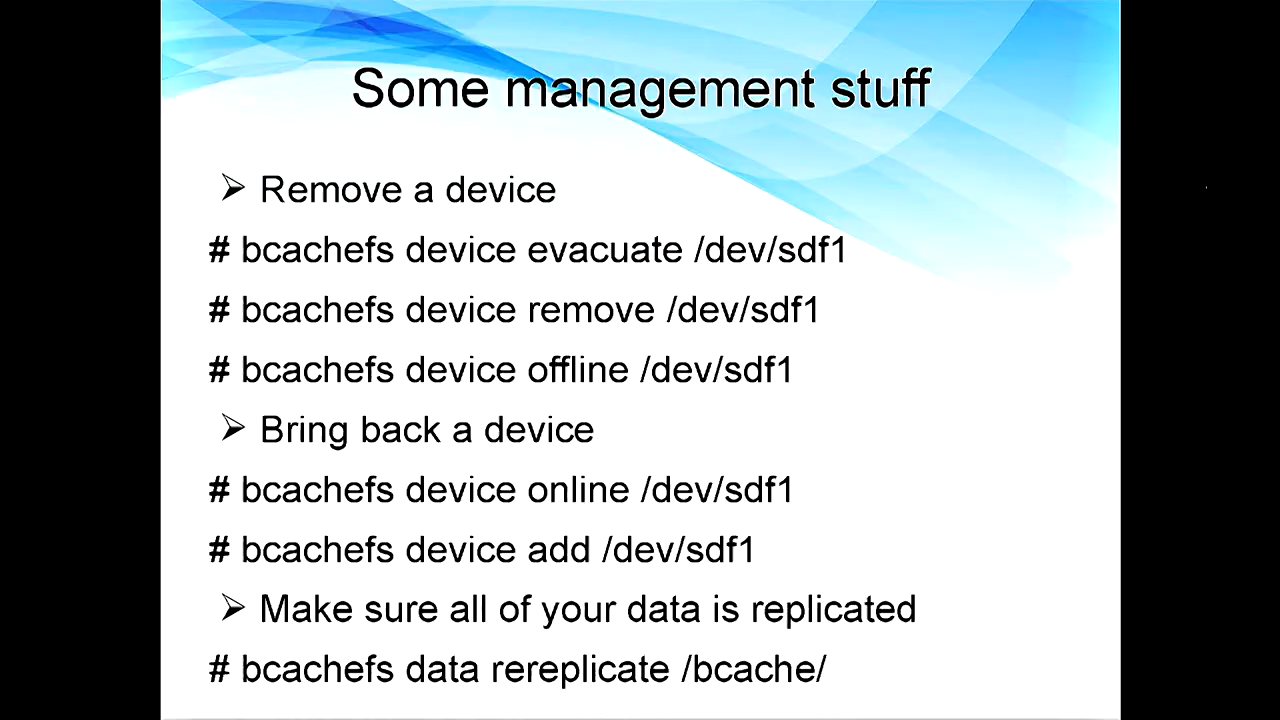 Some management stuff
➢ Remove a device
# bcachefs device evacuate /dev/sdf1
# bcachefs device remove /dev/sdf1
# bcachefs device offline /dev/sdf1
➢ Bring back a device
# bcachefs device online /dev/sdf1
# bcachefs device add /dev/sdf1
➢ Make sure all of your data is replicated
# bcachefs data rereplicate /bcache/